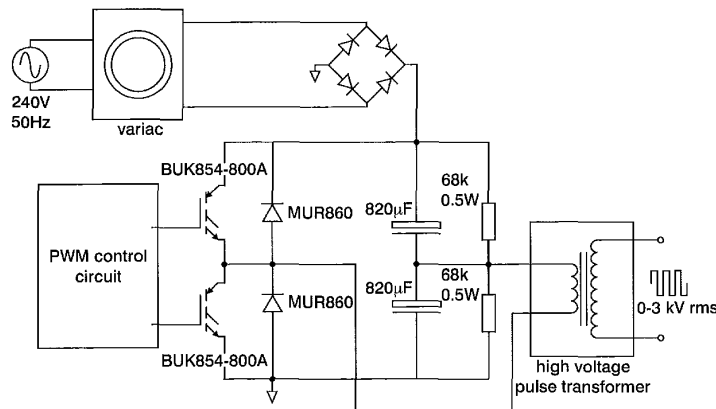 240V
50Hz
variac
BUK854-800A
MUR860
820μF
68k
0.5W
PWM control
circuit
MUR860
820μF
68k
0.5W
BUK854-800A
0-3 kV rms
high voltage
pulse transformer